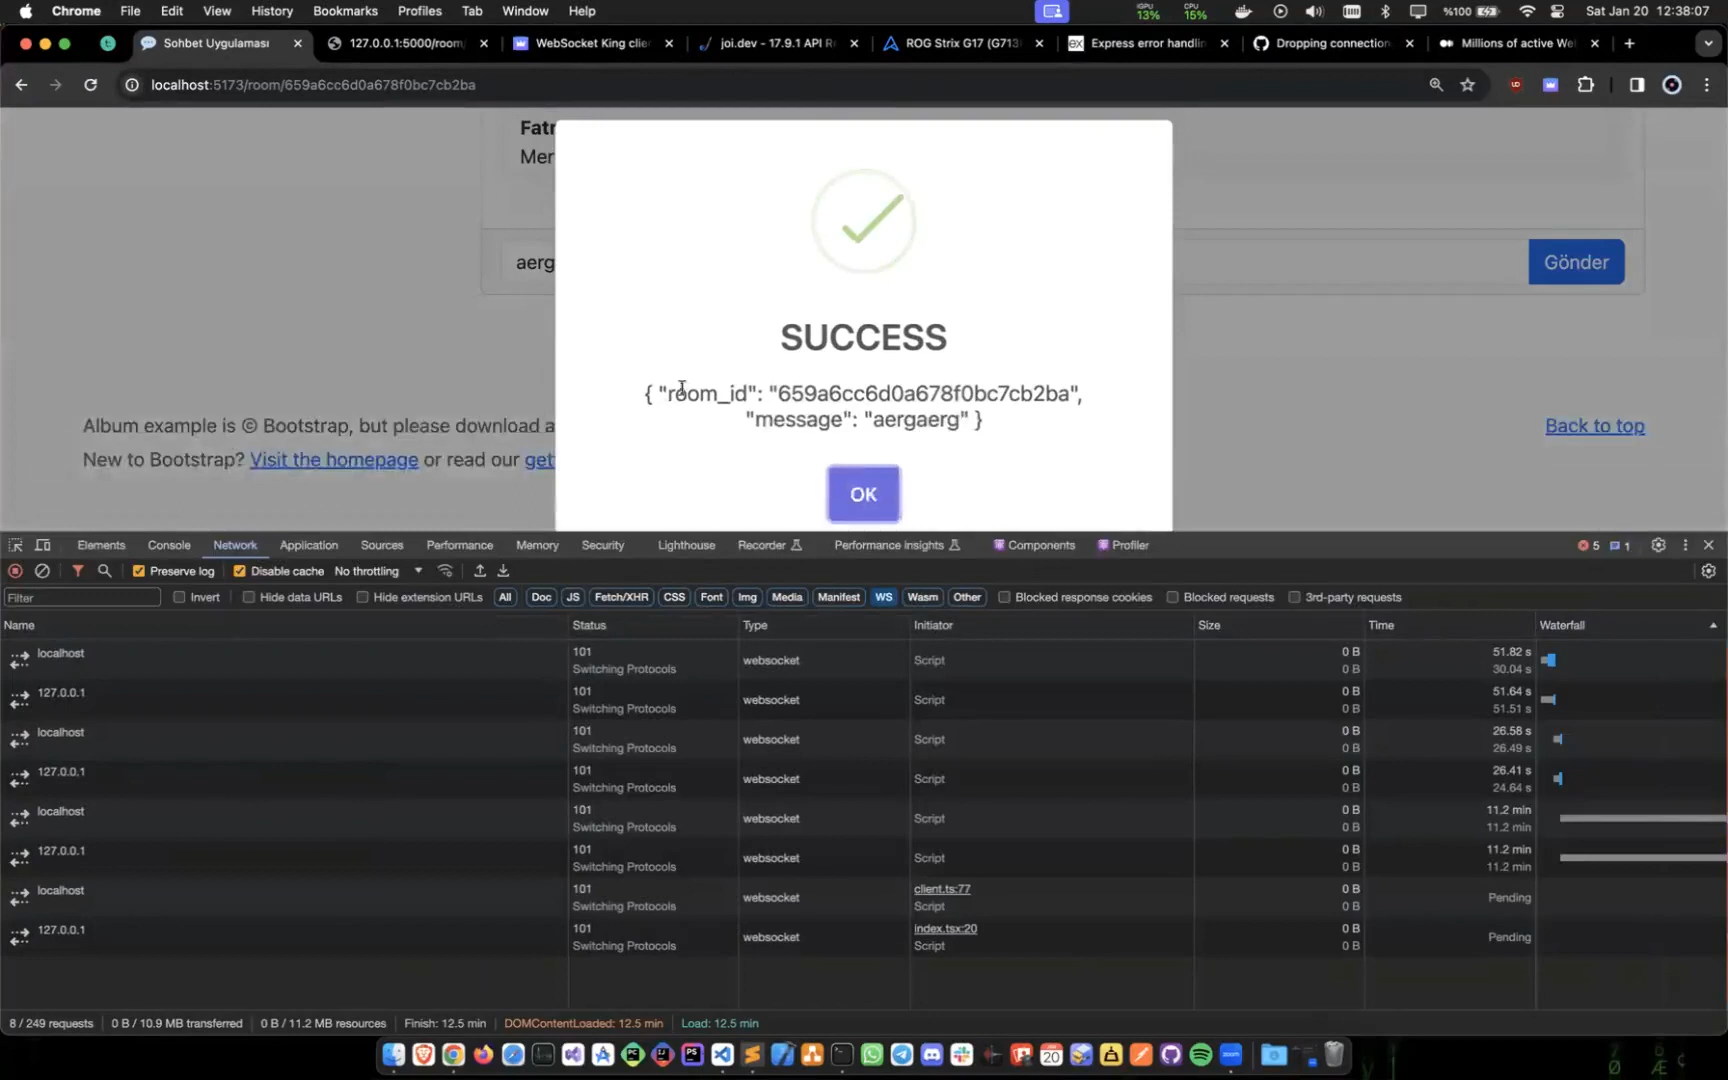 Chrome File Edit View History Bookmarks Profiles Tab Window Help IGPU 13% CPU 15% %100 Sat Jan 20 12:38:07
Sohbet Uygulaması 127.0.0.1:5000/room WebSocket King clie joi.dev - 17.9.1 API R ROG Strix G17 (G713 Express error handlin Dropping connection Millions of active We
localhost:5173/room/659a6cc6d0a678f0bc7cb2ba
Mer
aerg
Gönder
SUCCESS
{ "room_id": "659a6cc6d0a678f0bc7cb2ba",
"message": "aergaerg" }
OK
Album example is © Bootstrap, but please download a
Back to top
New to Bootstrap? Visit the homepage or read our get
Elements Console Network Application Sources Performance Memory Security Lighthouse Recorder Performance insights Components Profiler 5 1
Preserve log Disable cache No throttling
Filter Invert Hide data URLs Hide extension URLs All Doc JS Fetch/XHR CSS Font Img Media Manifest WS Wasm Other Blocked response cookies Blocked requests 3rd-party requests
Name Status Type Initiator Size Time Waterfall
localhost 101 websocket Script 0 B 51.82 s
Switching Protocols 0 B 30.04 s
127.0.0.1 101 websocket Script 0 B 51.64 s
Switching Protocols 0 B 51.51 s
localhost 101 websocket Script 0 B 26.58 s
Switching Protocols 0 B 26.49 s
127.0.0.1 101 websocket Script 0 B 26.41 s
Switching Protocols 0 B 24.64 s
localhost 101 websocket Script 0 B 11.2 min
Switching Protocols 0 B 11.2 min
127.0.0.1 101 websocket Script 0 B 11.2 min
Switching Protocols 0 B 11.2 min
localhost 101 websocket client.ts:77 0 B Pending
Switching Protocols Script 0 B
127.0.0.1 101 websocket index.tsx:20 0 B Pending
Switching Protocols Script 0 B
8 / 249 requests 0 B / 10.9 MB transferred 0 B / 11.2 MB resources Finish: 12.5 min DOMContentLoaded: 12.5 min Load: 12.5 min